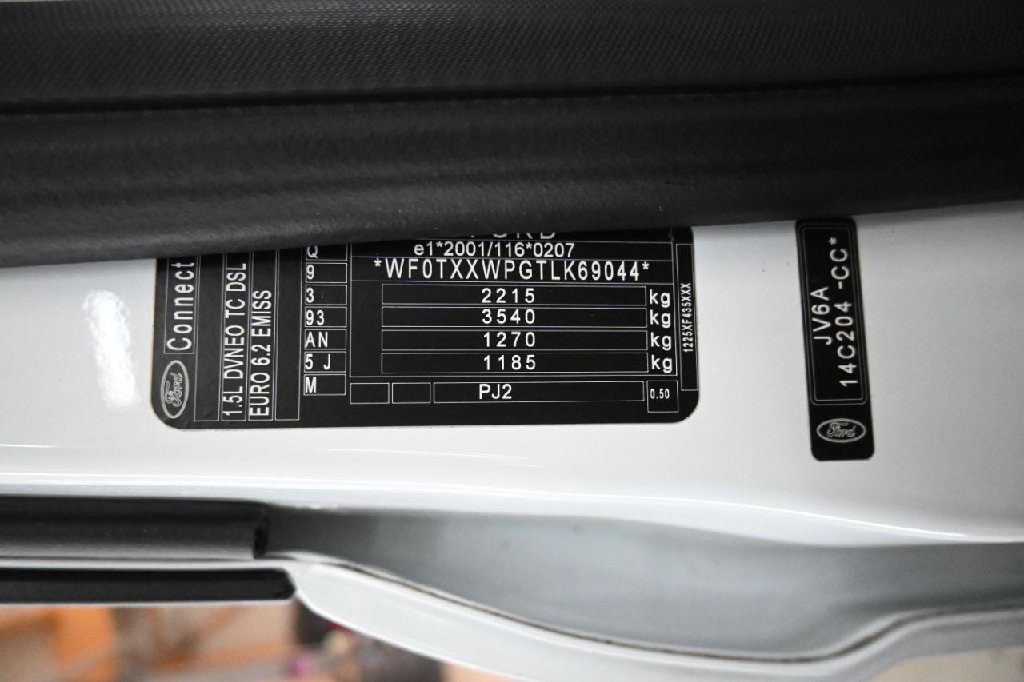 FORD
e1*2001/116*0207
*WF0TXXWPGTLK69044*
2215 kg
3540 kg
1270 kg
1185 kg
PJ2
0.50
Q
9
3
93
AN
5 J
M
Ford
Connect
1.5L DVNEO TC DSL
EURO 6.2 EMISS
1225XF435XXX
JV6A
14C204 -CC*
Ford